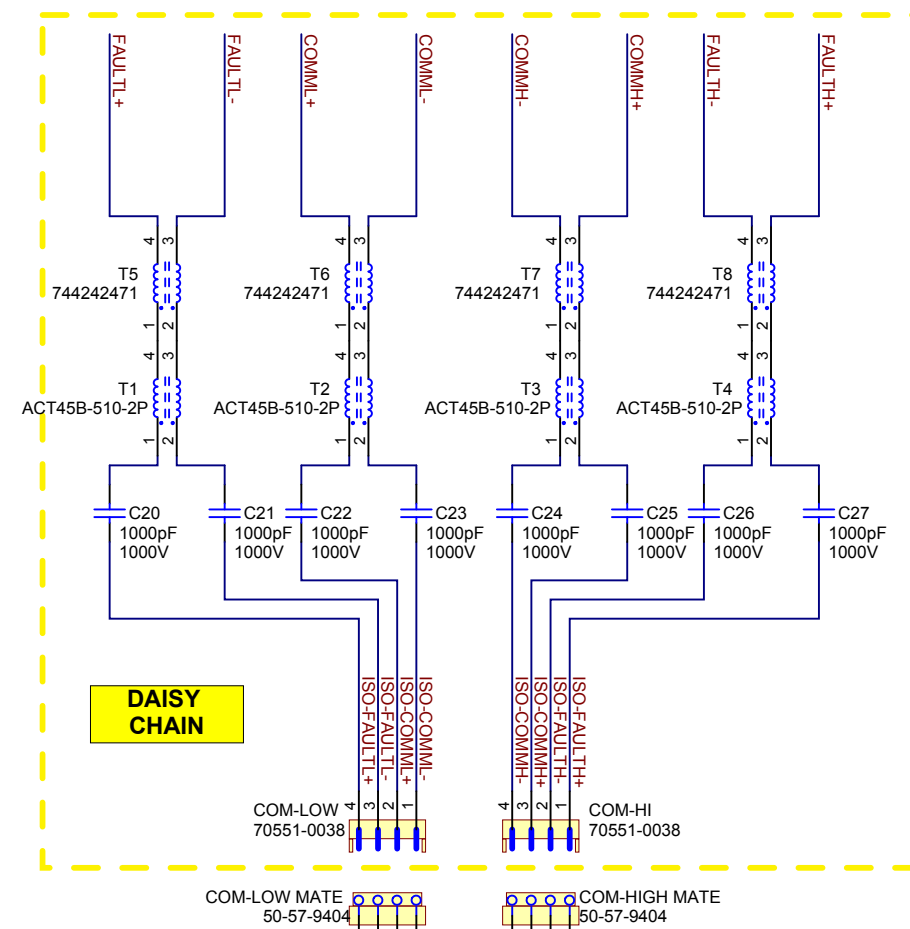 FAULTL+
FAULTL-
COMML+
COMML-
COMMH-
COMMH+
FAULTH-
FAULTH+
4 3
4 3
4 3
4 3
T5
744242471
T6
744242471
T7
744242471
T8
744242471
1 2
1 2
1 2
1 2
4 3
4 3
4 3
4 3
T1
ACT45B-510-2P
T2
ACT45B-510-2P
T3
ACT45B-510-2P
T4
ACT45B-510-2P
1 2
1 2
1 2
1 2
C20
1000pF
1000V
C21
1000pF
1000V
C22
1000pF
1000V
C23
1000pF
1000V
C24
1000pF
1000V
C25
1000pF
1000V
C26
1000pF
1000V
C27
1000pF
1000V
DAISY
CHAIN
ISO-FAULTL+
ISO-FAULTL-
ISO-COMML+
ISO-COMML-
ISO-COMMH-
ISO-COMMH+
ISO-FAULTH-
ISO-FAULTH+
COM-LOW
70551-0038
4 3 2 1
4 3 2 1
COM-HI
70551-0038
COM-LOW MATE
50-57-9404
COM-HIGH MATE
50-57-9404